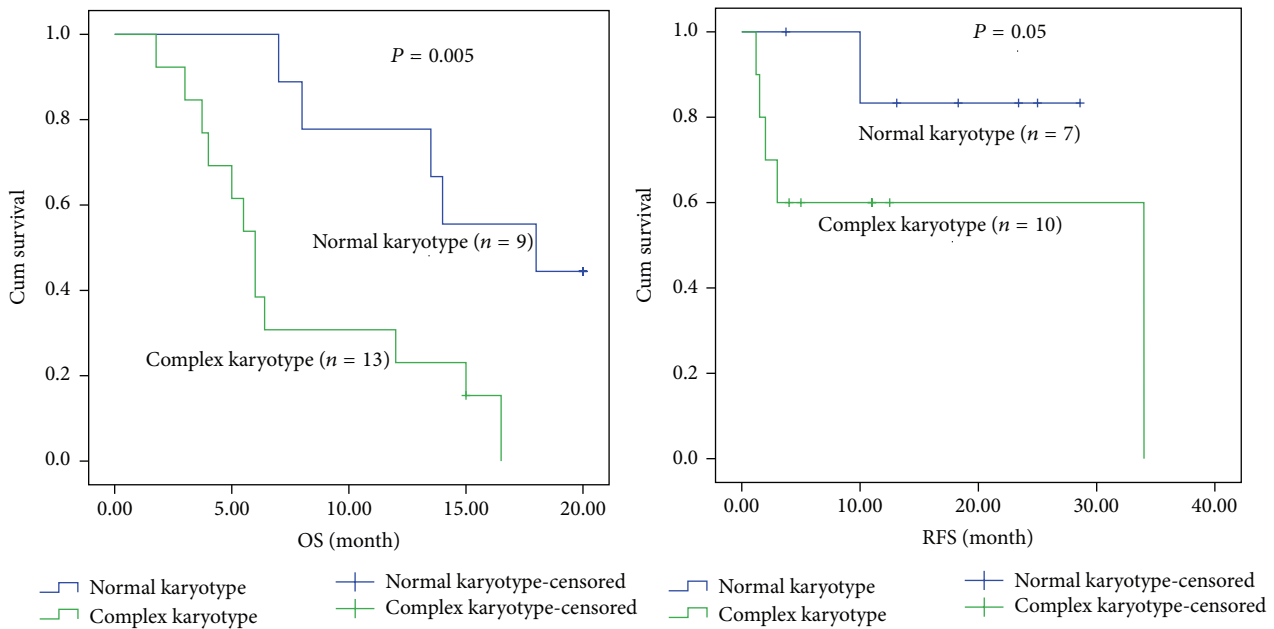 1.0
0.8
0.6
0.4
0.2
0.0
Cum survival
P = 0.005
Normal karyotype (n = 9)
Complex karyotype (n = 13)
0.00 5.00 10.00 15.00 20.00
OS (month)
Normal karyotype
Complex karyotype
Normal karyotype-censored
Complex karyotype-censored
1.0
0.8
0.6
0.4
0.2
0.0
Cum survival
P = 0.05
Normal karyotype (n = 7)
Complex karyotype (n = 10)
0.00 10.00 20.00 30.00 40.00
RFS (month)
Normal karyotype
Complex karyotype
Normal karyotype-censored
Complex karyotype-censored